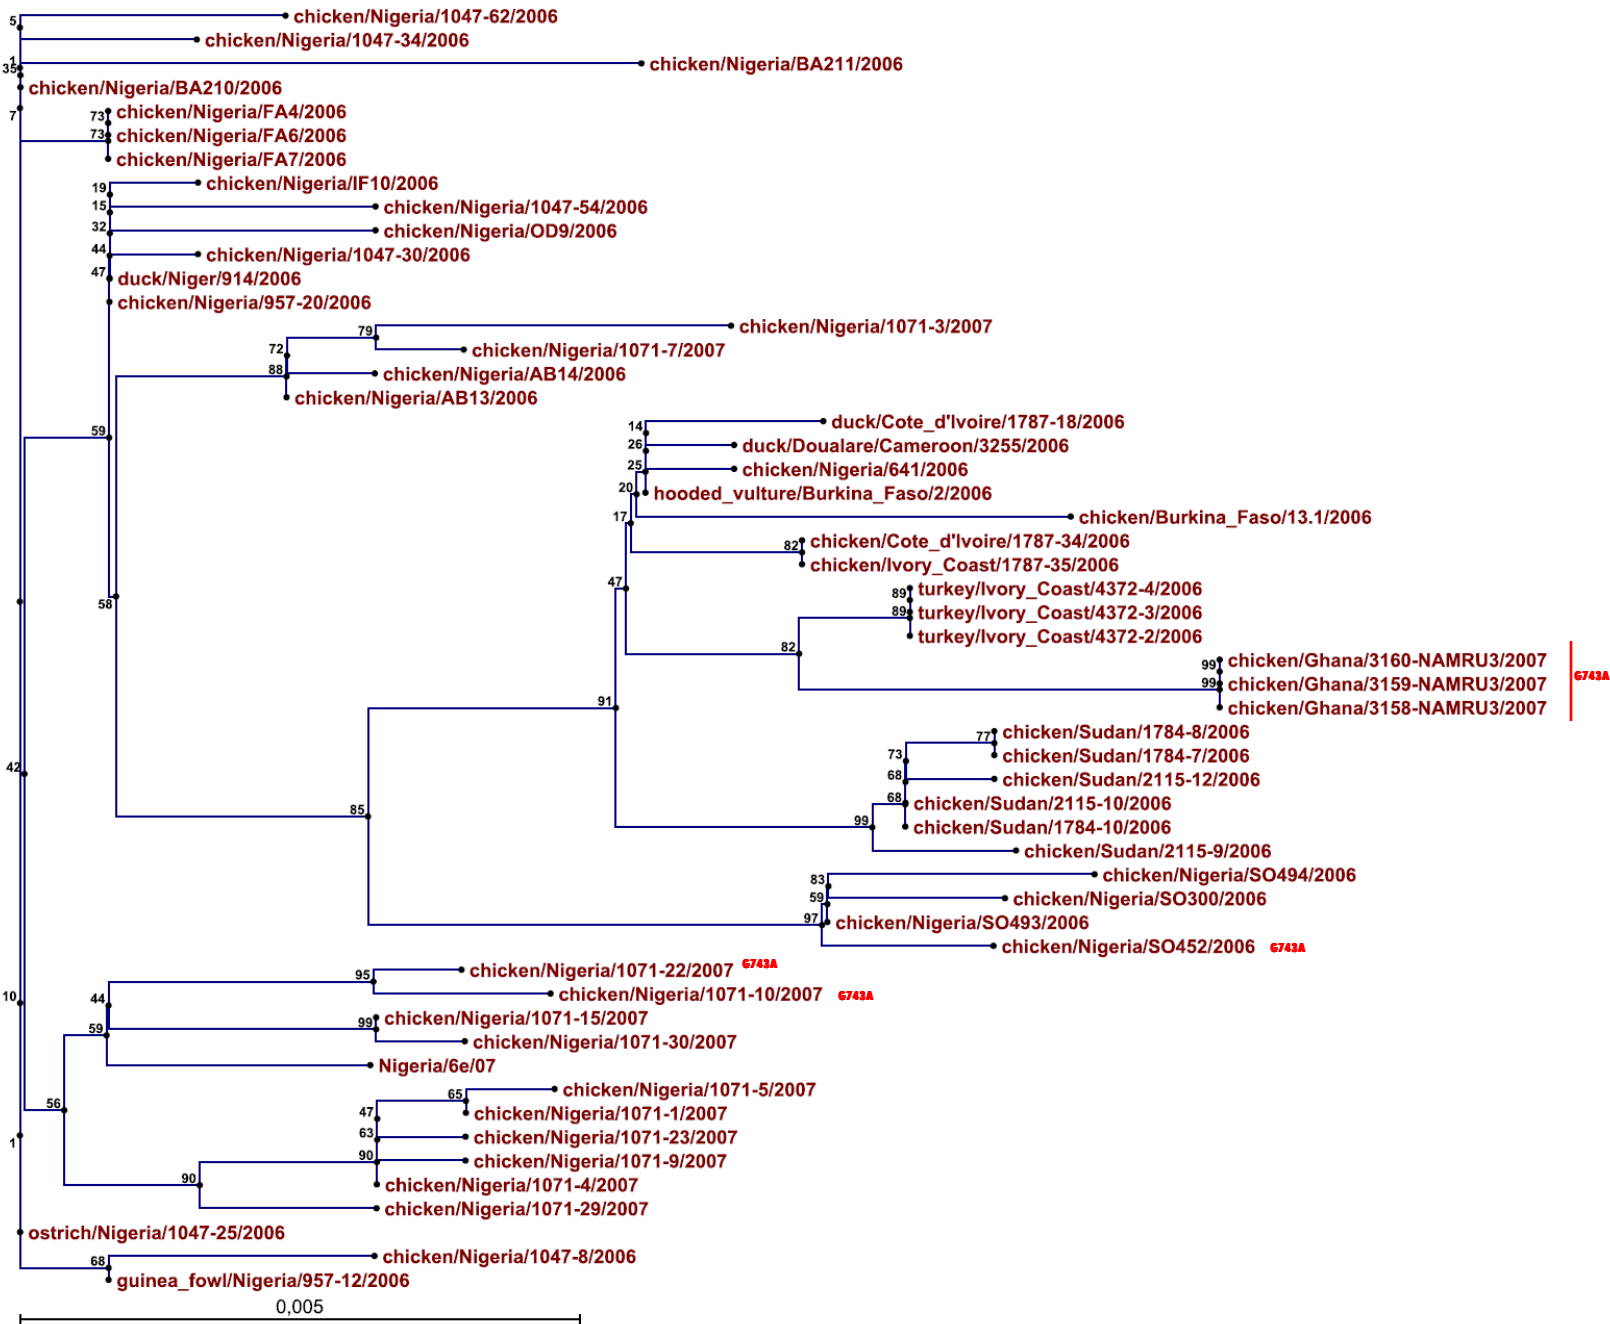 5
chicken/Nigeria/1047-62/2006
chicken/Nigeria/1047-34/2006
1
chicken/Nigeria/BA211/2006
35
chicken/Nigeria/BA210/2006
7
73
chicken/Nigeria/FA4/2006
73
chicken/Nigeria/FA6/2006
chicken/Nigeria/FA7/2006
19
chicken/Nigeria/IF10/2006
15
chicken/Nigeria/1047-54/2006
32
chicken/Nigeria/OD9/2006
44
chicken/Nigeria/1047-30/2006
47
duck/Niger/914/2006
chicken/Nigeria/957-20/2006
79
chicken/Nigeria/1071-3/2007
72
chicken/Nigeria/1071-7/2007
88
chicken/Nigeria/AB14/2006
chicken/Nigeria/AB13/2006
59
14
duck/Cote_d'Ivoire/1787-18/2006
26
duck/Doualare/Cameroon/3255/2006
25
chicken/Nigeria/641/2006
20
hooded_vulture/Burkina_Faso/2/2006
17
chicken/Burkina_Faso/13.1/2006
82
chicken/Cote_d'Ivoire/1787-34/2006
chicken/Ivory_Coast/1787-35/2006
47
58
89
turkey/Ivory_Coast/4372-4/2006
89
turkey/Ivory_Coast/4372-3/2006
turkey/Ivory_Coast/4372-2/2006
82
99
chicken/Ghana/3160-NAMRU3/2007
99
chicken/Ghana/3159-NAMRU3/2007
G743A
chicken/Ghana/3158-NAMRU3/2007
91
77
chicken/Sudan/1784-8/2006
73
chicken/Sudan/1784-7/2006
42
68
chicken/Sudan/2115-12/2006
68
chicken/Sudan/2115-10/2006
85
99
chicken/Sudan/1784-10/2006
chicken/Sudan/2115-9/2006
83
chicken/Nigeria/SO494/2006
59
chicken/Nigeria/SO300/2006
97
chicken/Nigeria/SO493/2006
chicken/Nigeria/SO452/2006 G743A
95
chicken/Nigeria/1071-22/2007 G743A
10
44
chicken/Nigeria/1071-10/2007 G743A
99
chicken/Nigeria/1071-15/2007
59
chicken/Nigeria/1071-30/2007
Nigeria/6e/07
56
65
chicken/Nigeria/1071-5/2007
47
chicken/Nigeria/1071-1/2007
1
63
chicken/Nigeria/1071-23/2007
90
chicken/Nigeria/1071-9/2007
90
chicken/Nigeria/1071-4/2007
chicken/Nigeria/1071-29/2007
ostrich/Nigeria/1047-25/2006
68
chicken/Nigeria/1047-8/2006
guinea_fowl/Nigeria/957-12/2006
0,005